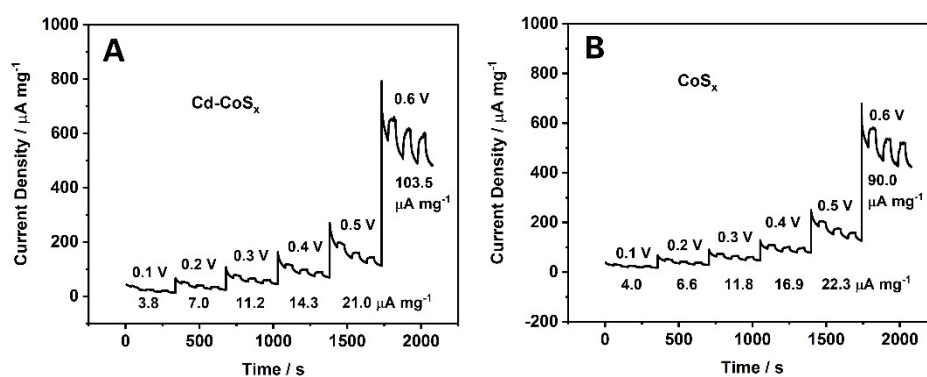 A
Cd-CoSx
Current Density / µA mg-1
1000
800
600
400
200
0
0.1 V
0.2 V
0.3 V
0.4 V
0.5 V
0.6 V
103.5
µA mg-1
3.8 7.0 11.2 14.3 21.0 µA mg-1
0 500 1000 1500 2000
Time / s
B
CoSx
Current Density / µA mg-1
1000
800
600
400
200
0
-200
0.1 V
0.2 V
0.3 V
0.4 V
0.5 V
0.6 V
90.0
µA mg-1
4.0 6.6 11.8 16.9 22.3 µA mg-1
0 500 1000 1500 2000
Time / s